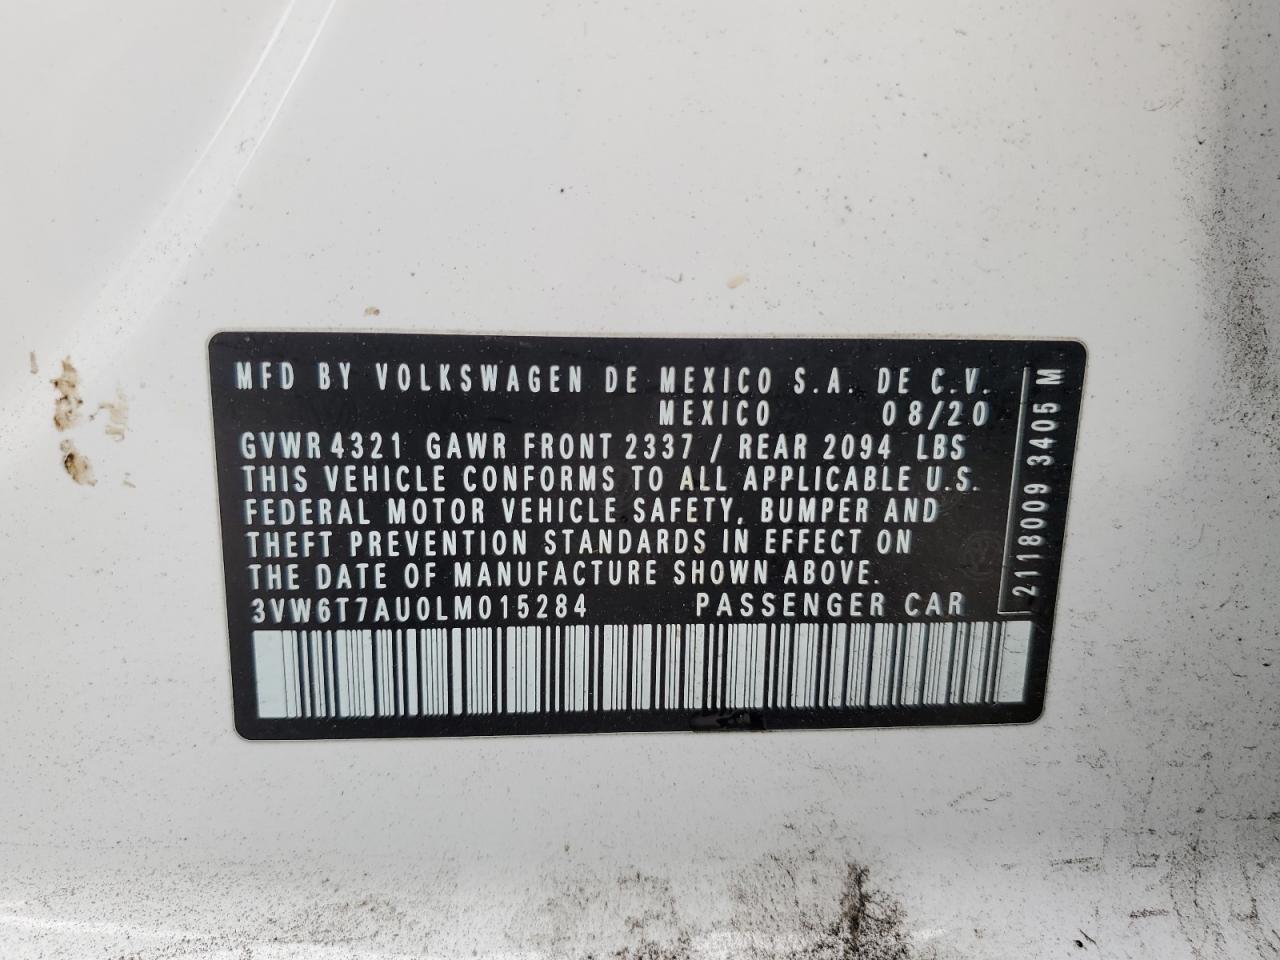 MFD BY VOLKSWAGEN DE MEXICO S.A. DE C.V.
MEXICO 08/20
GVWR 4321 GAWR FRONT 2337 / REAR 2094 LBS
THIS VEHICLE CONFORMS TO ALL APPLICABLE U.S.
FEDERAL MOTOR VEHICLE SAFETY, BUMPER AND
THEFT PREVENTION STANDARDS IN EFFECT ON
THE DATE OF MANUFACTURE SHOWN ABOVE.
3VW6T7AU0LM015284 PASSENGER CAR
2118009 3405 M